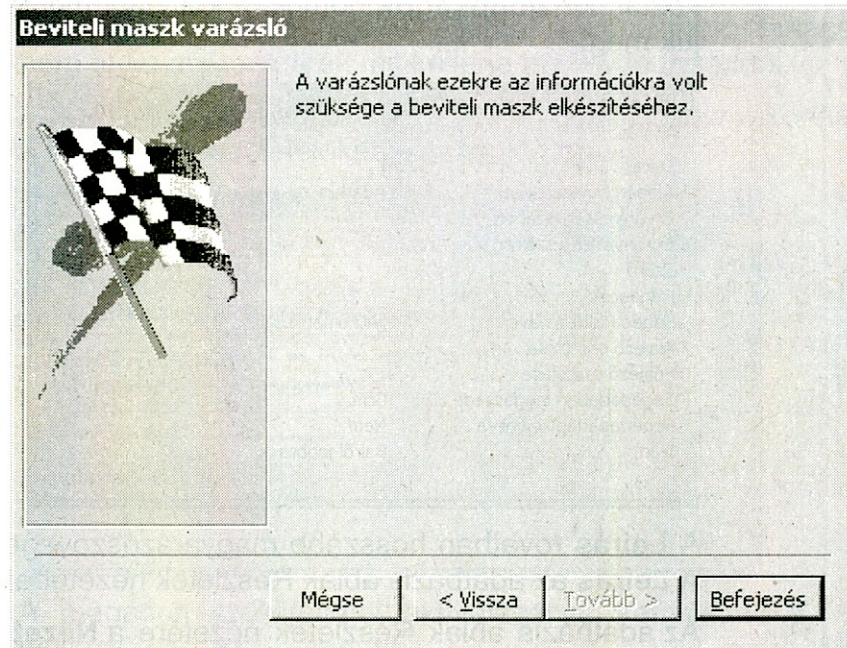 Beviteli maszk varázsló
A varázslónak ezekre az információkra volt
szüksége a beviteli maszk elkészítéséhez.
Mégse
< Vissza
Tovább >
Befejezés